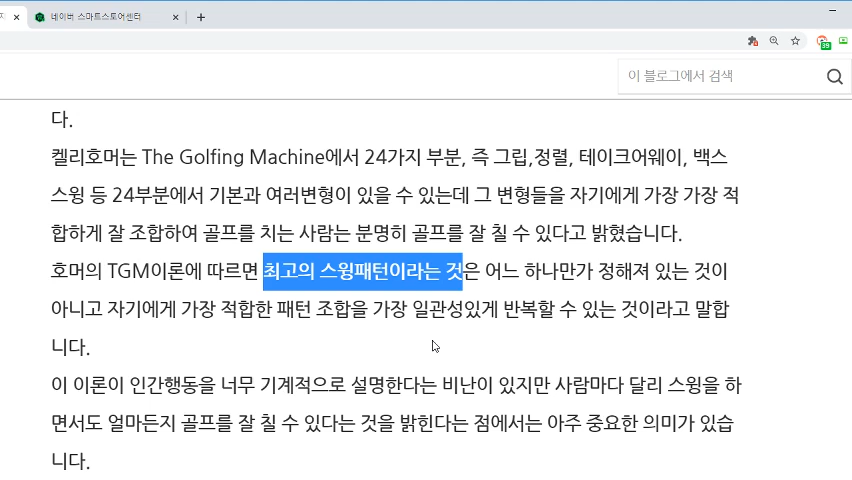 네이버 스마트스토어센터
39
이 블로그에서 검색
다.
켈리호머는 The Golfing Machine에서 24가지 부분, 즉 그립,정렬, 테이크어웨이, 백스
스윙 등 24부분에서 기본과 여러변형이 있을 수 있는데 그 변형들을 자기에게 가장 가장 적
합하게 잘 조합하여 골프를 치는 사람는 분명히 골프를 잘 칠 수 있다고 밝혔습니다.
호머의 TGM이론에 따르면 최고의 스윙패턴이라는 것은 어느 하나만가 정해져 있는 것이
아니고 자기에게 가장 적합한 패턴 조합을 가장 일관성있게 반복할 수 있는 것이라고 말합
니다.
이 이론이 인간행동을 너무 기계적으로 설명한다는 비난이 있지만 사람마다 달리 스윙을 하
면서도 얼마든지 골프를 잘 칠 수 있다는 것을 밝힌다는 점에서는 아주 중요한 의미가 있습
니다.